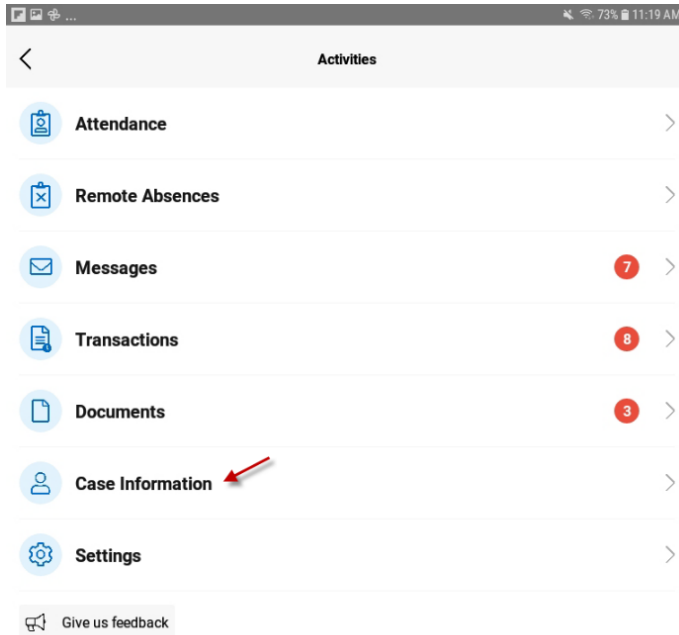 ... 73% 11:19 AM
Activities
Attendance
Remote Absences
Messages 7
Transactions 8
Documents 3
Case Information
Settings
Give us feedback